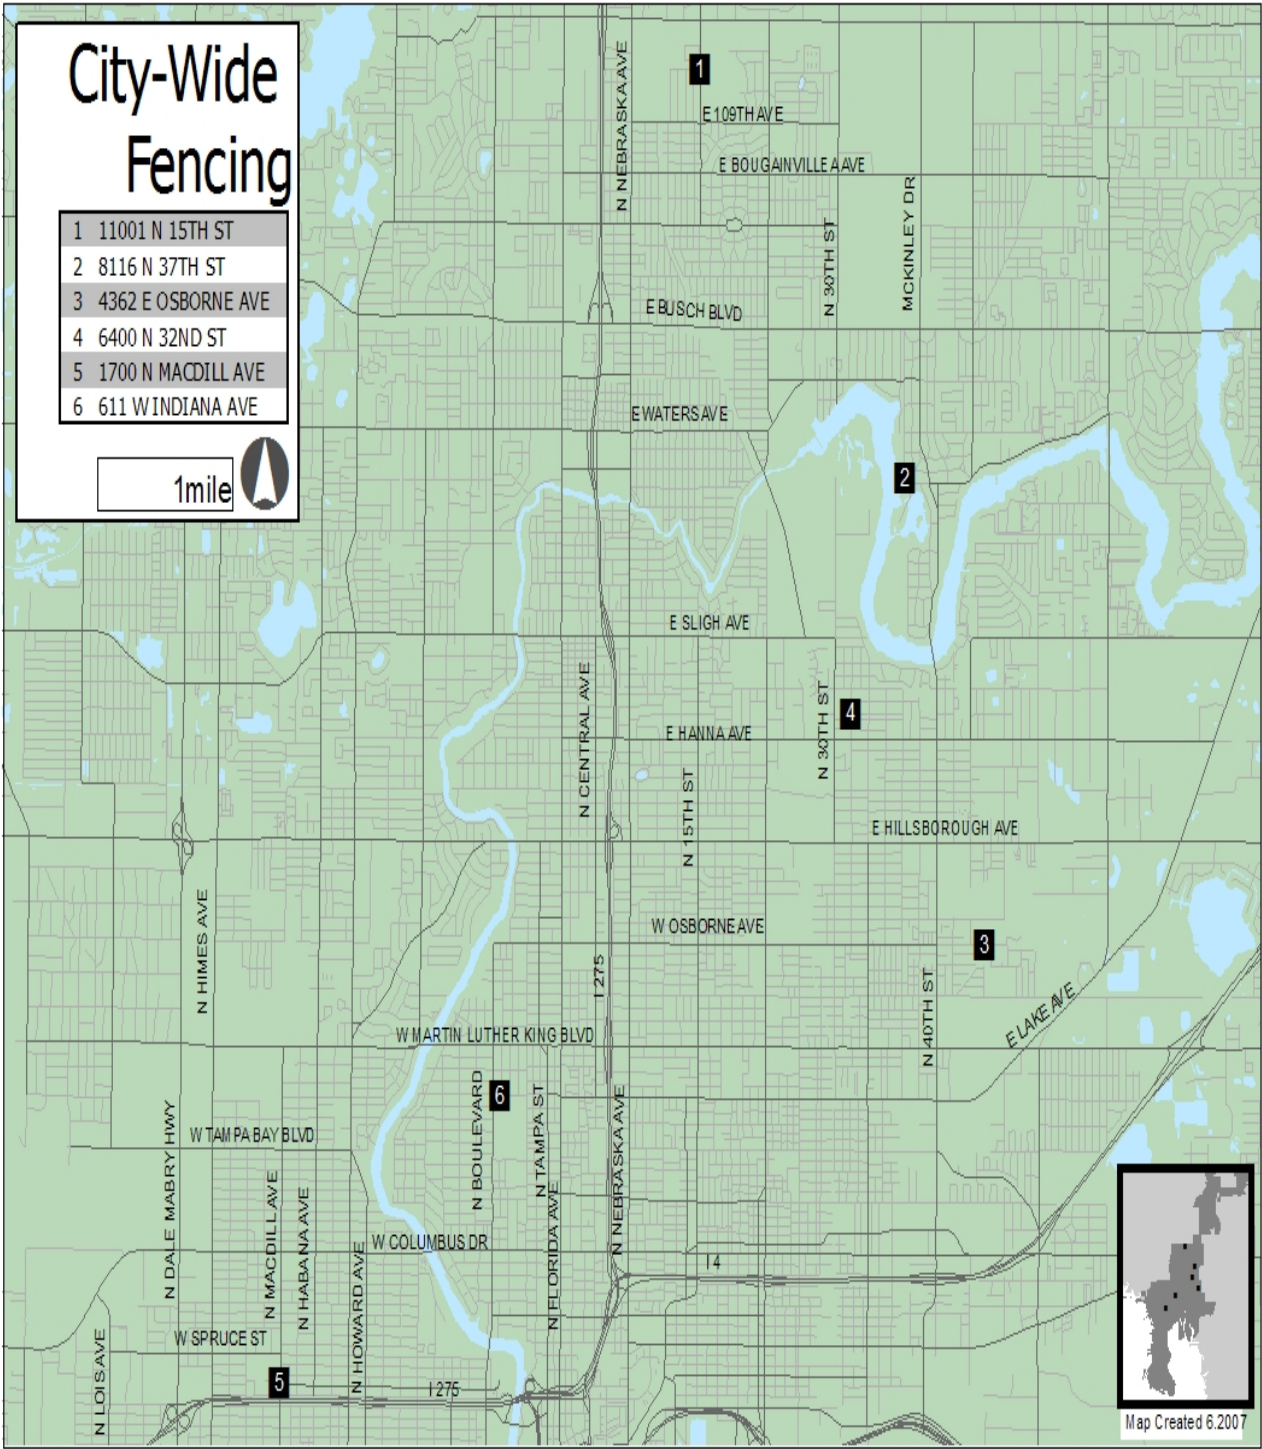 City-Wide
Fencing
1 11001 N 15TH ST
2 8116 N 37TH ST
3 4362 E OSBORNE AVE
4 6400 N 32ND ST
5 1700 N MACDILL AVE
6 611 W INDIANA AVE
1mile
1
N NEBRASKA AVE
E 109TH AVE
E BOUGAINVILLEA AVE
MCKINLEY DR
N 30TH ST
E BUSCH BLVD
E WATERS AVE
2
E SLIGH AVE
N CENTRAL AVE
N 30TH ST
4
E HANNA AVE
N 15TH ST
E HILLSBOROUGH AVE
N HIMES AVE
W OSBORNE AVE
3
I 275
N 40TH ST
E LAKE AVE
W MARTIN LUTHER KING BLVD
N BOULEVARD
6
N TAMPA ST
N NEBRASKA AVE
N DALE MABRY HWY
W TAMPA BAY BLVD
N MACDILL AVE
N HABANA AVE
N FLORIDA AVE
W COLUMBUS DR
N HOWARD AVE
I 4
W SPRUCE ST
N LOIS AVE
5
I 275
Map Created 6.2007